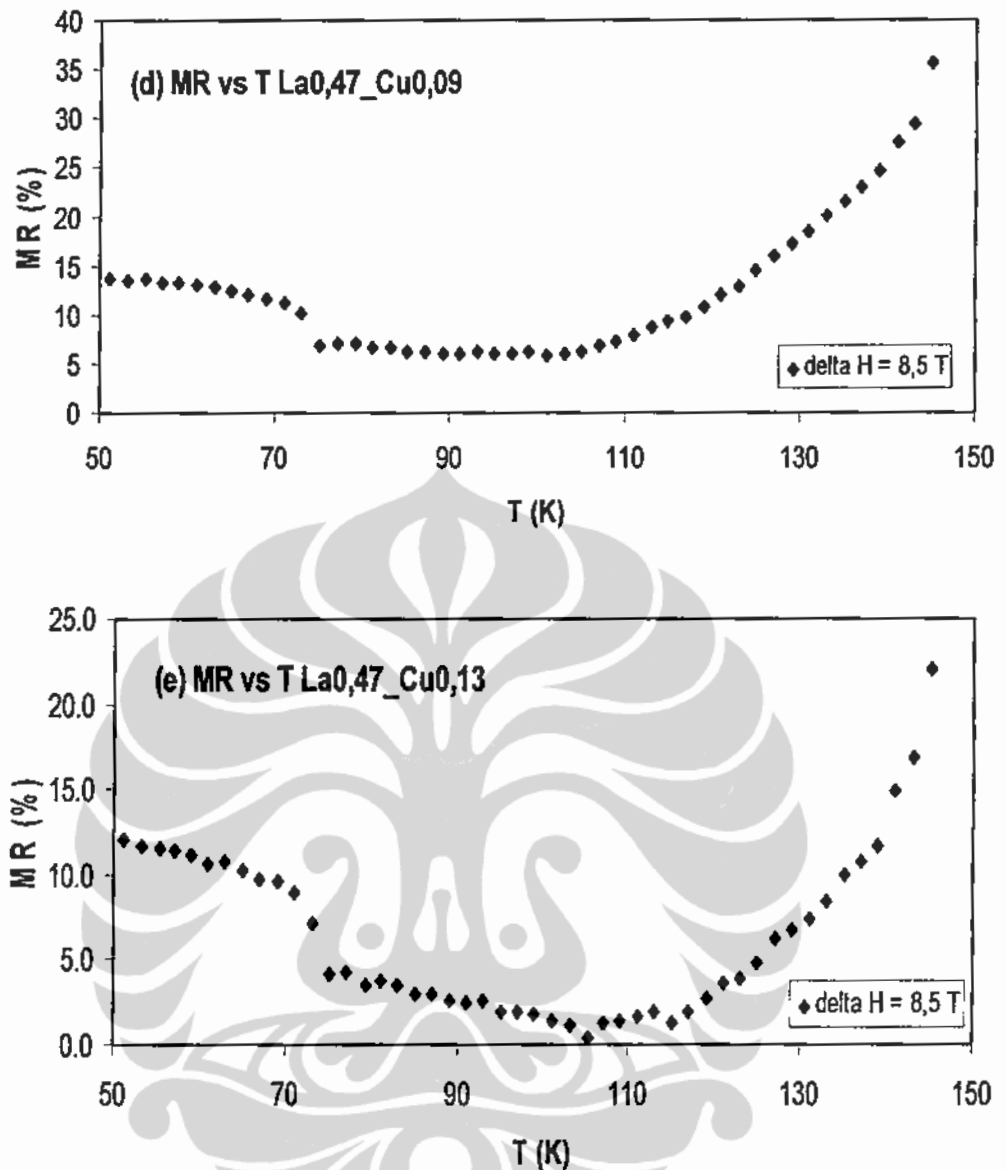 40
35
30
25
20
15
10
5
0
MR (%)
(d) MR vs T La0,47_Cu0,09
delta H = 8,5 T
50 70 90 110 130 150
T (K)
25.0
20.0
15.0
10.0
5.0
0.0
MR (%)
(e) MR vs T La0,47_Cu0,13
delta H = 8,5 T
50 70 90 110 130 150
T (K)